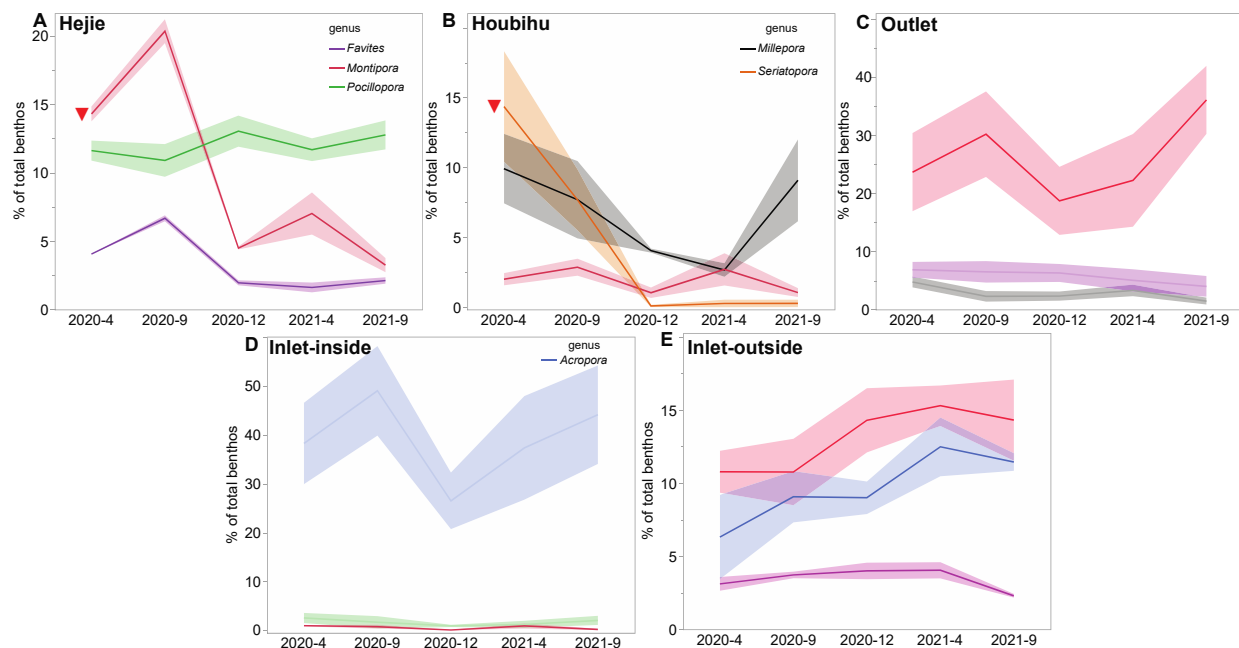 A Hejie
% of total benthos
20
15
10
5
0
genus
Favites
Montipora
Pocillopora
2020-4 2020-9 2020-12 2021-4 2021-9
B Houbihu
% of total benthos
15
10
5
0
genus
Millepora
Seriatopora
2020-4 2020-9 2020-12 2021-4 2021-9
C Outlet
% of total benthos
40
30
20
10
0
2020-4 2020-9 2020-12 2021-4 2021-9
D Inlet-inside
% of total benthos
50
40
30
20
10
0
genus
Acropora
2020-4 2020-9 2020-12 2021-4 2021-9
E Inlet-outside
% of total benthos
15
10
5
0
2020-4 2020-9 2020-12 2021-4 2021-9